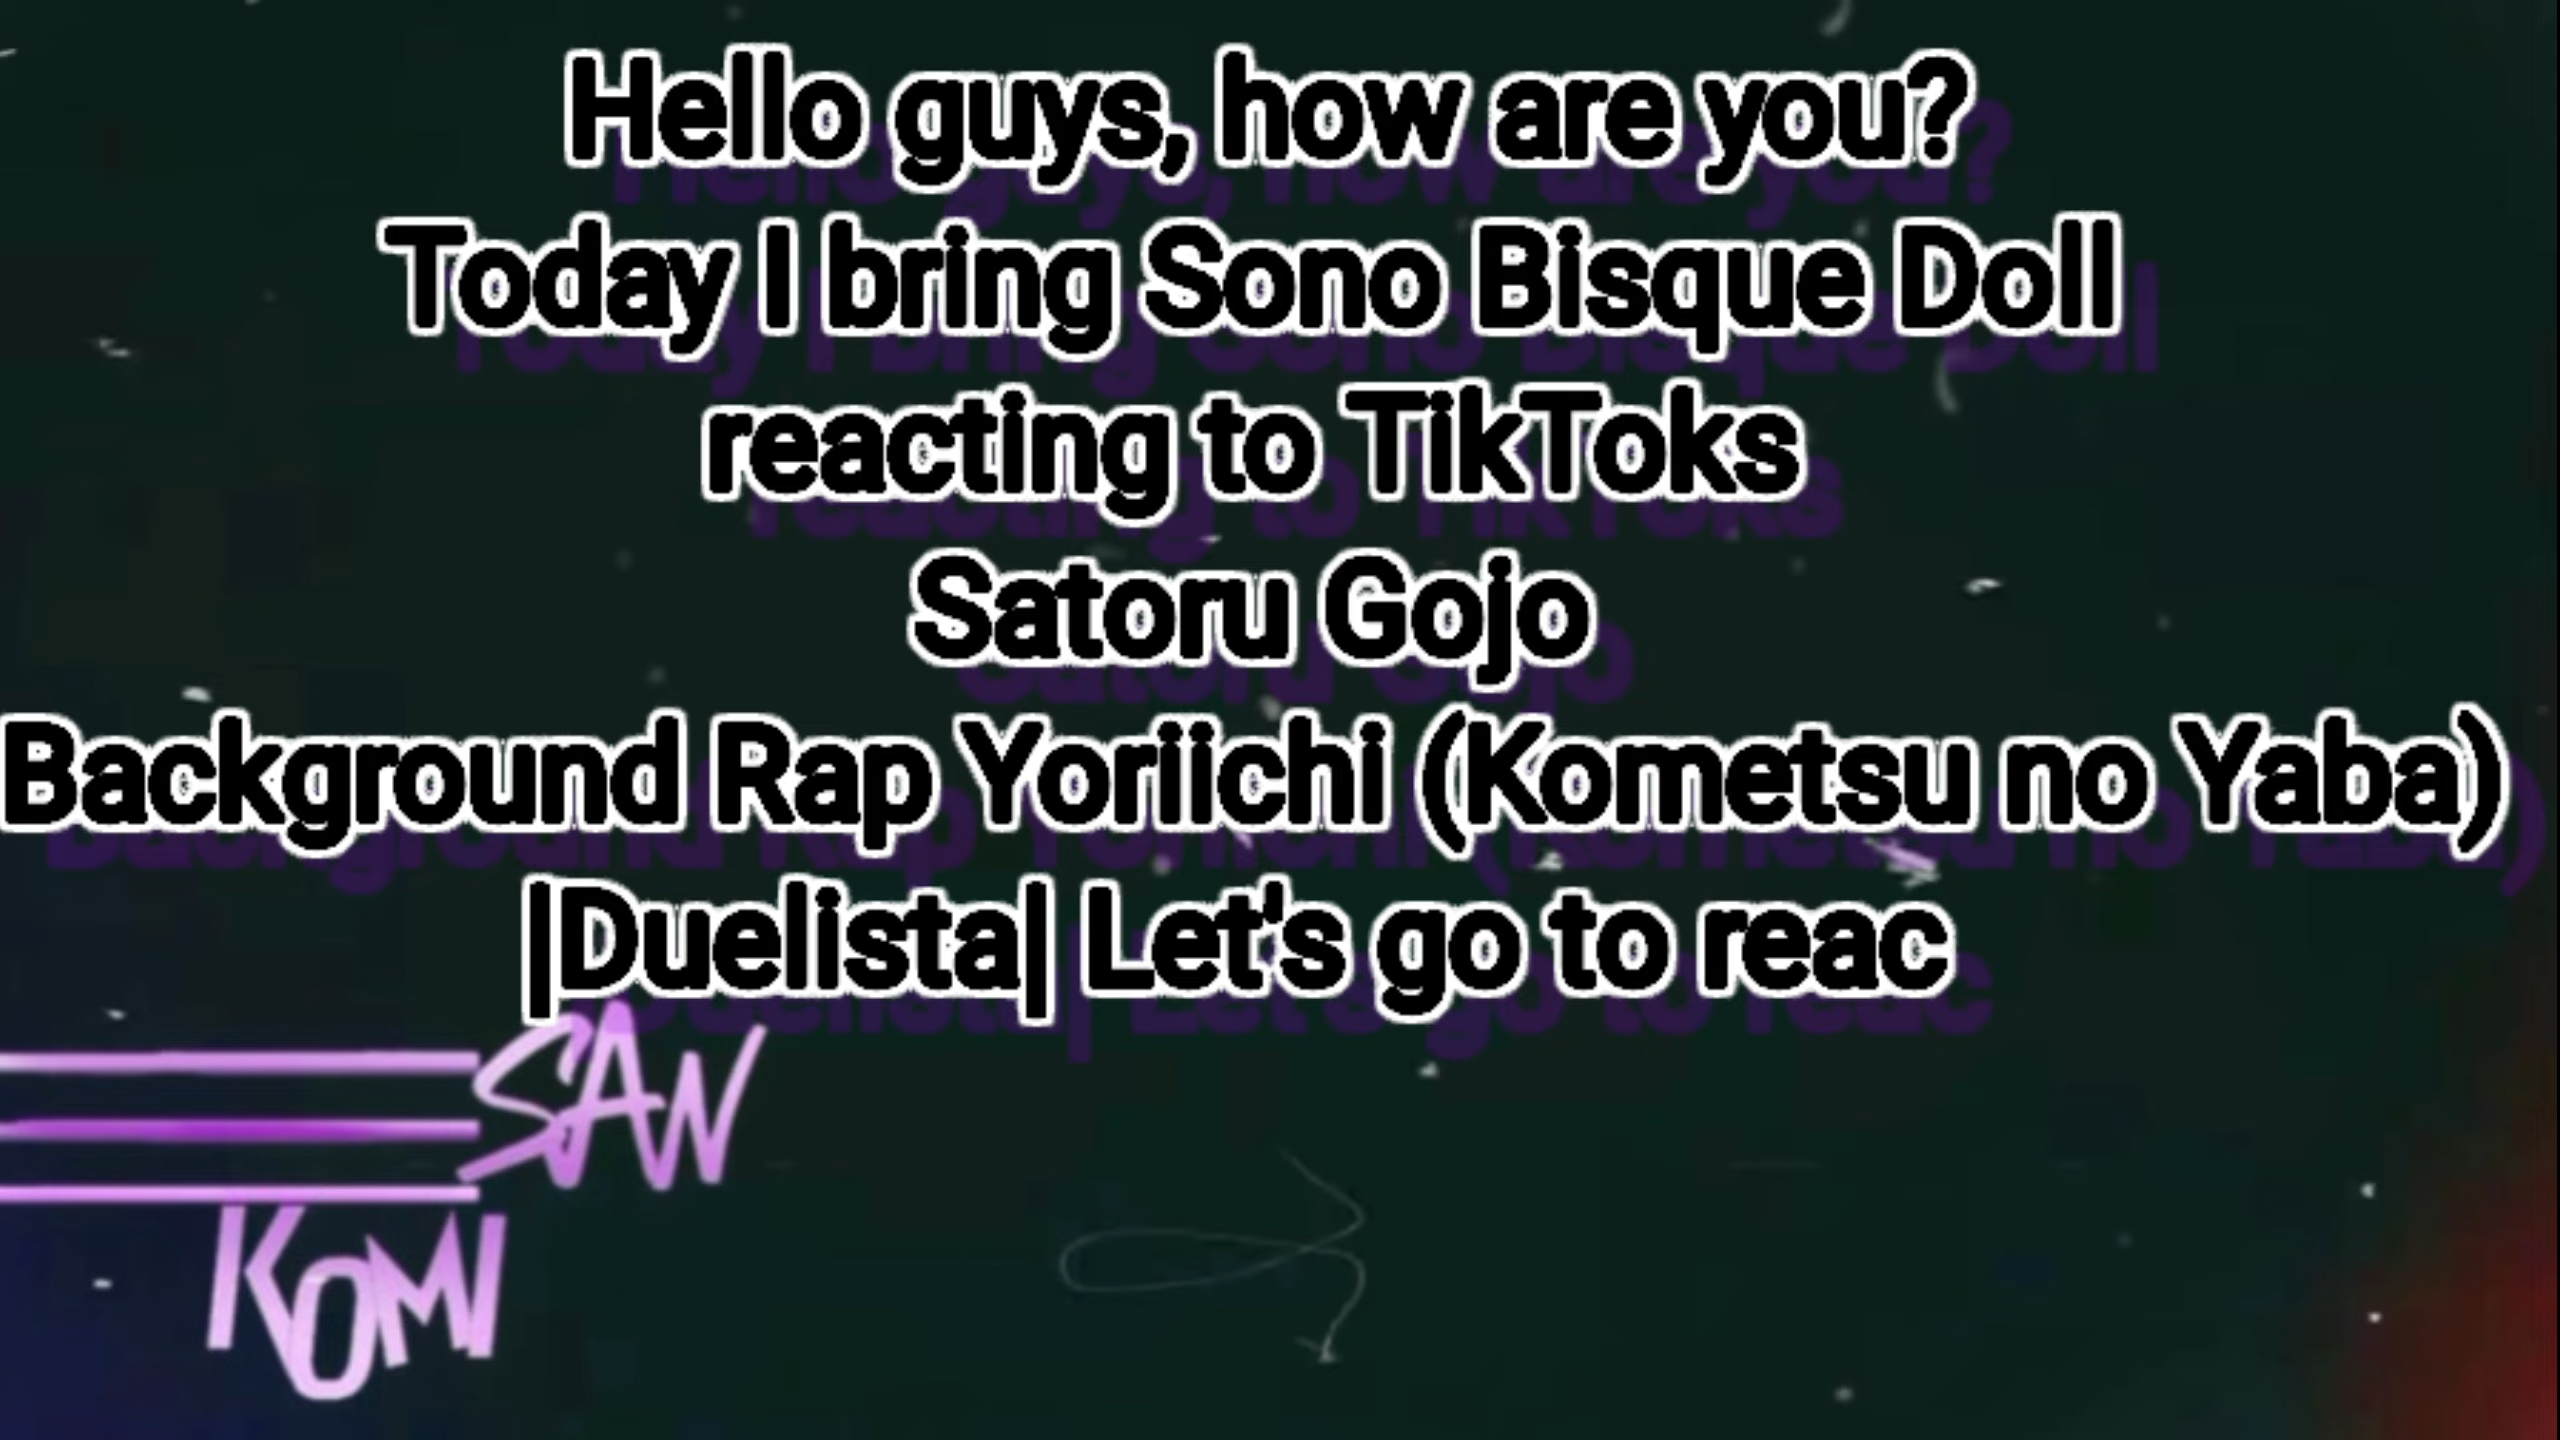 Hello guys, how are you?
Today I bring Sono Bisque Doll
reacting to TikToks
Satoru Gojo
Background Rap Yoriichi (Kometsu no Yaba)
|Duelista| Let's go to reac
SAN
KOMI